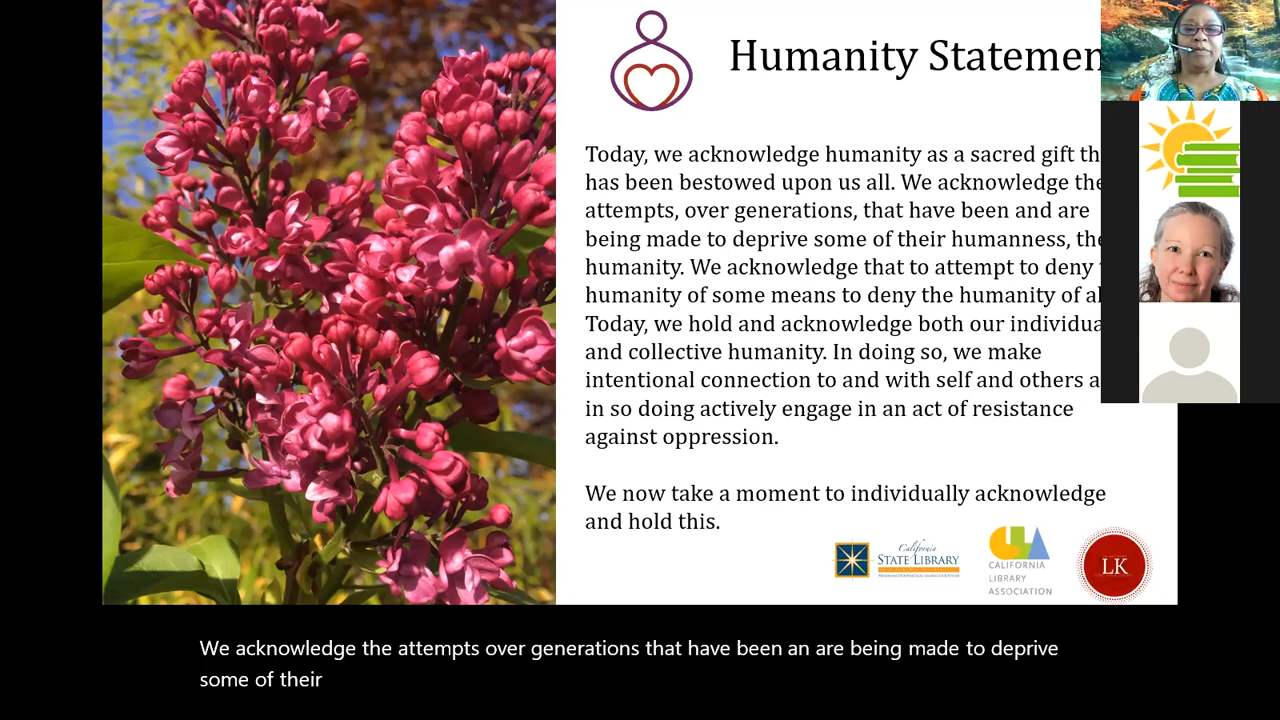 Humanity Statemen
Today, we acknowledge humanity as a sacred gift th
has been bestowed upon us all. We acknowledge the
attempts, over generations, that have been and are
being made to deprive some of their humanness, the
humanity. We acknowledge that to attempt to deny
humanity of some means to deny the humanity of al
Today, we hold and acknowledge both our individua
and collective humanity. In doing so, we make
intentional connection to and with self and others a
in so doing actively engage in an act of resistance
against oppression.
We now take a moment to individually acknowledge
and hold this.
California
STATE LIBRARY
CLA
CALIFORNIA
LIBRARY
ASSOCIATION
LK
We acknowledge the attempts over generations that have been an are being made to deprive
some of their